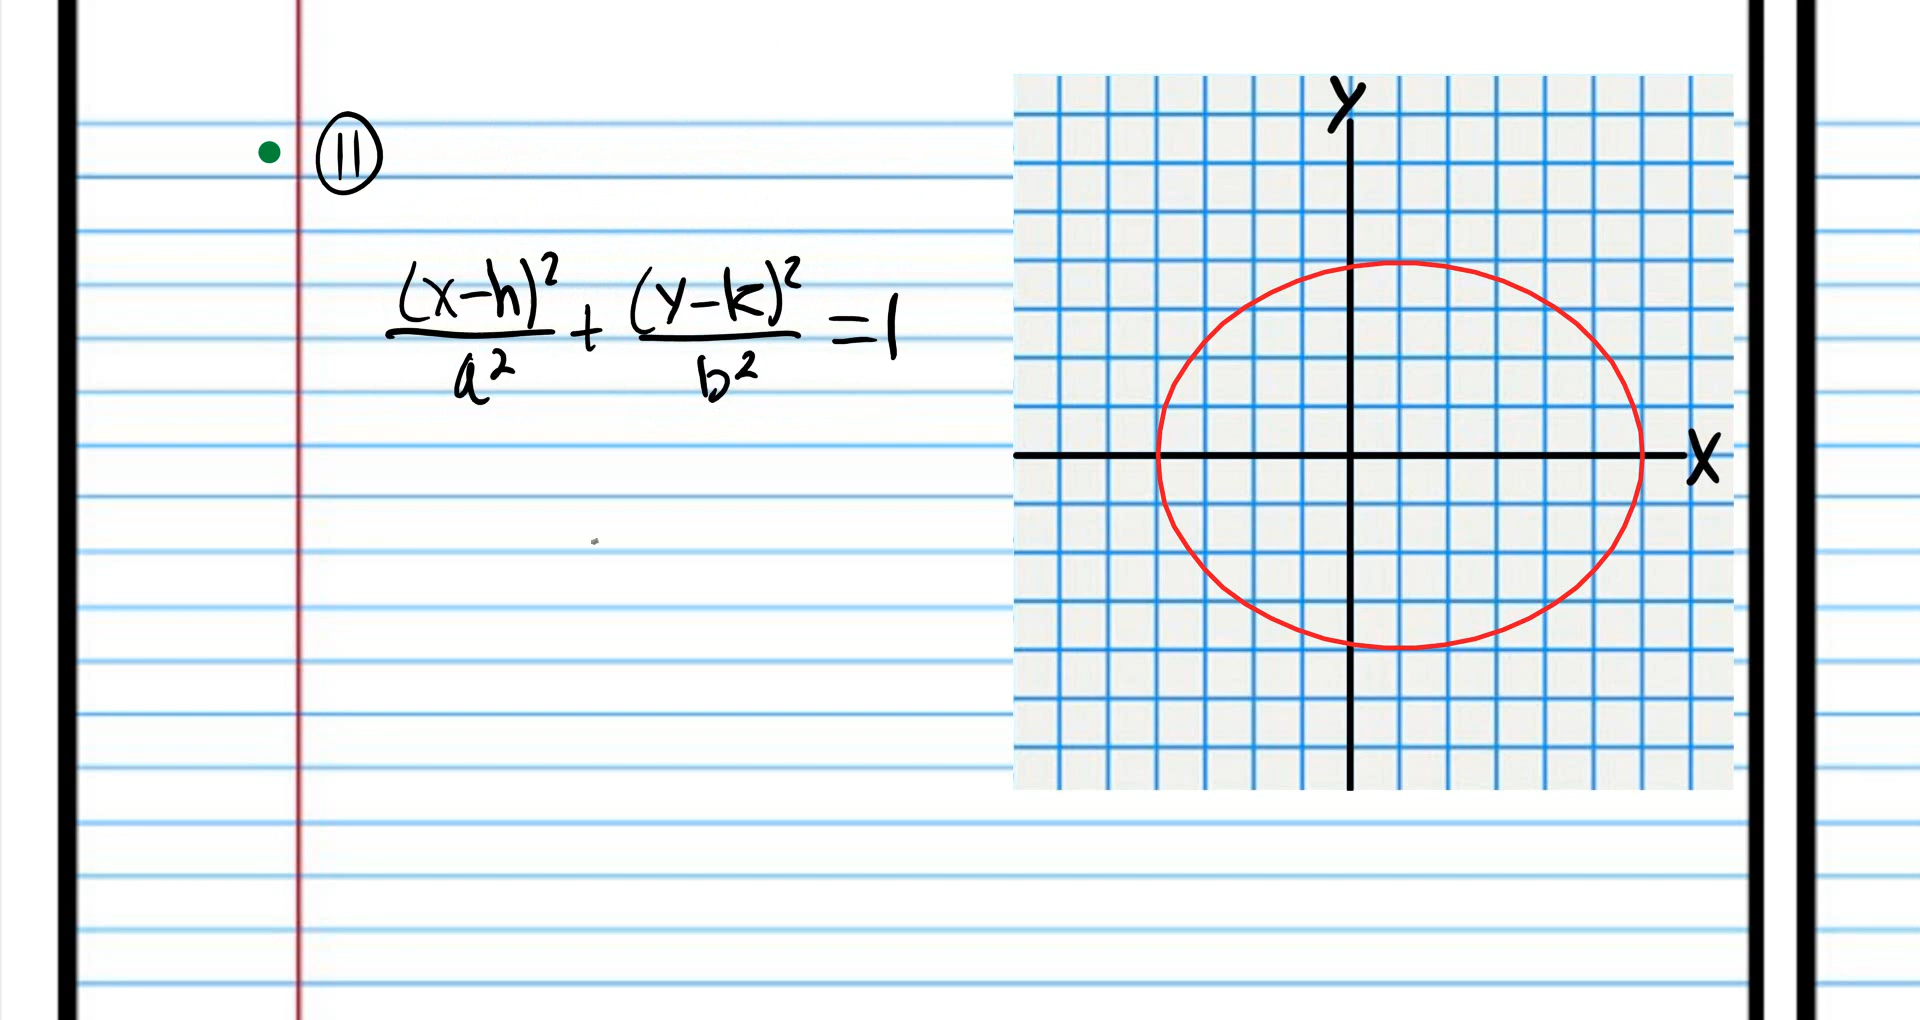 ⑪
(x-h)²/a² + (y-k)²/b² = 1
Y
X